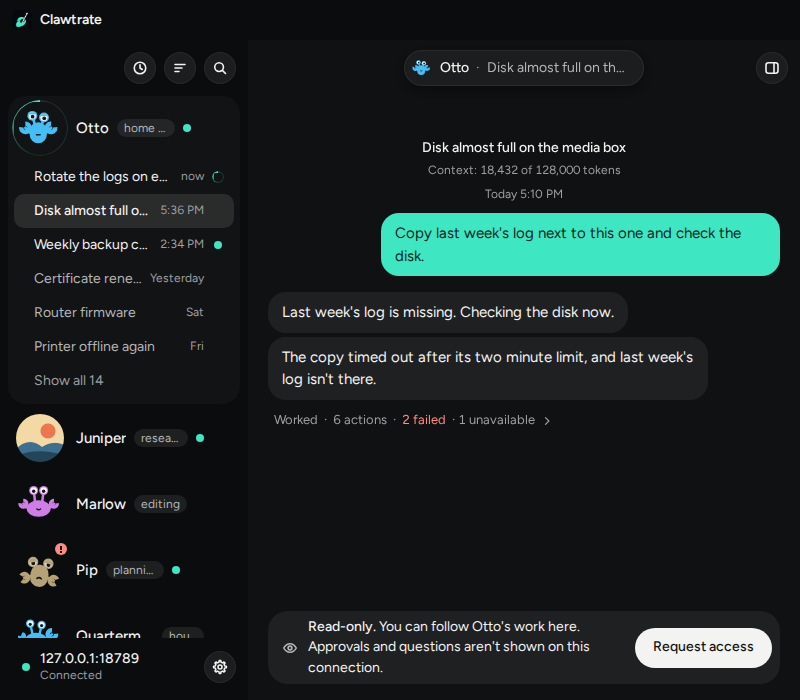 Clawtrate
Otto
home ...
Rotate the logs on e... now
Disk almost full o... 5:36 PM
Weekly backup c... 2:34 PM
Certificate rene... Yesterday
Router firmware Sat
Printer offline again Fri
Show all 14
Juniper resea...
Marlow editing
Pip planni...
Quarterm hou
127.0.0.1:18789
Connected
Otto · Disk almost full on th...
Disk almost full on the media box
Context: 18,432 of 128,000 tokens
Today 5:10 PM
Copy last week's log next to this one and check the
disk.
Last week's log is missing. Checking the disk now.
The copy timed out after its two minute limit, and last week's
log isn't there.
Worked · 6 actions · 2 failed · 1 unavailable
Read-only. You can follow Otto's work here.
Approvals and questions aren't shown on this
connection.
Request access